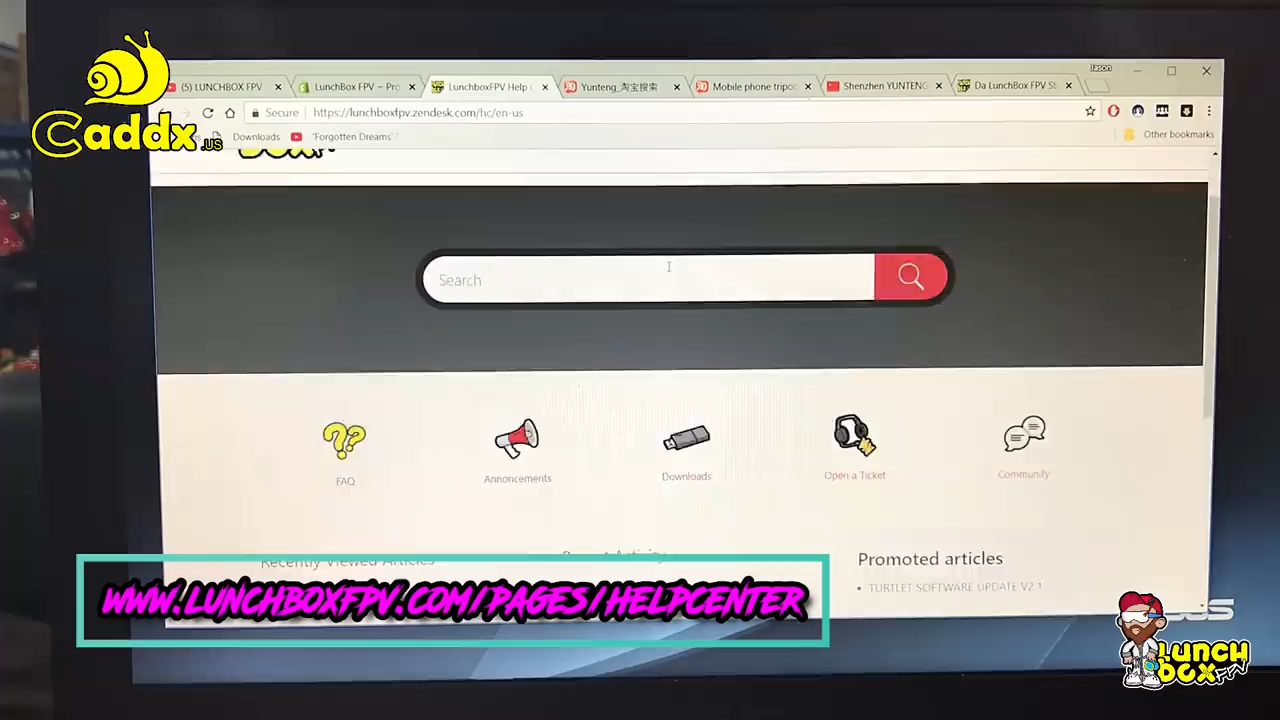 Caddx.us
Jason
(5) LUNCHBOX FPV
LunchBox FPV – Pro
LunchboxFPV Help C
Yunteng_淘宝搜索
Mobile phone tripod
Shenzhen YUNTENG
Da LunchBox FPV St
Secure
https://lunchboxfpv.zendesk.com/hc/en-us
Downloads
"Forgotten Dreams"
Other bookmarks
Search
FAQ
Annoncements
Downloads
Open a Ticket
Community
Recently Viewed Articles
Recent Activity
Promoted articles
TURTLET SOFTWARE UPDATE V2.1
WWW.LUNCHBOXFPV.COM/PAGES/HELPCENTER
LUNCH
BOX FPV